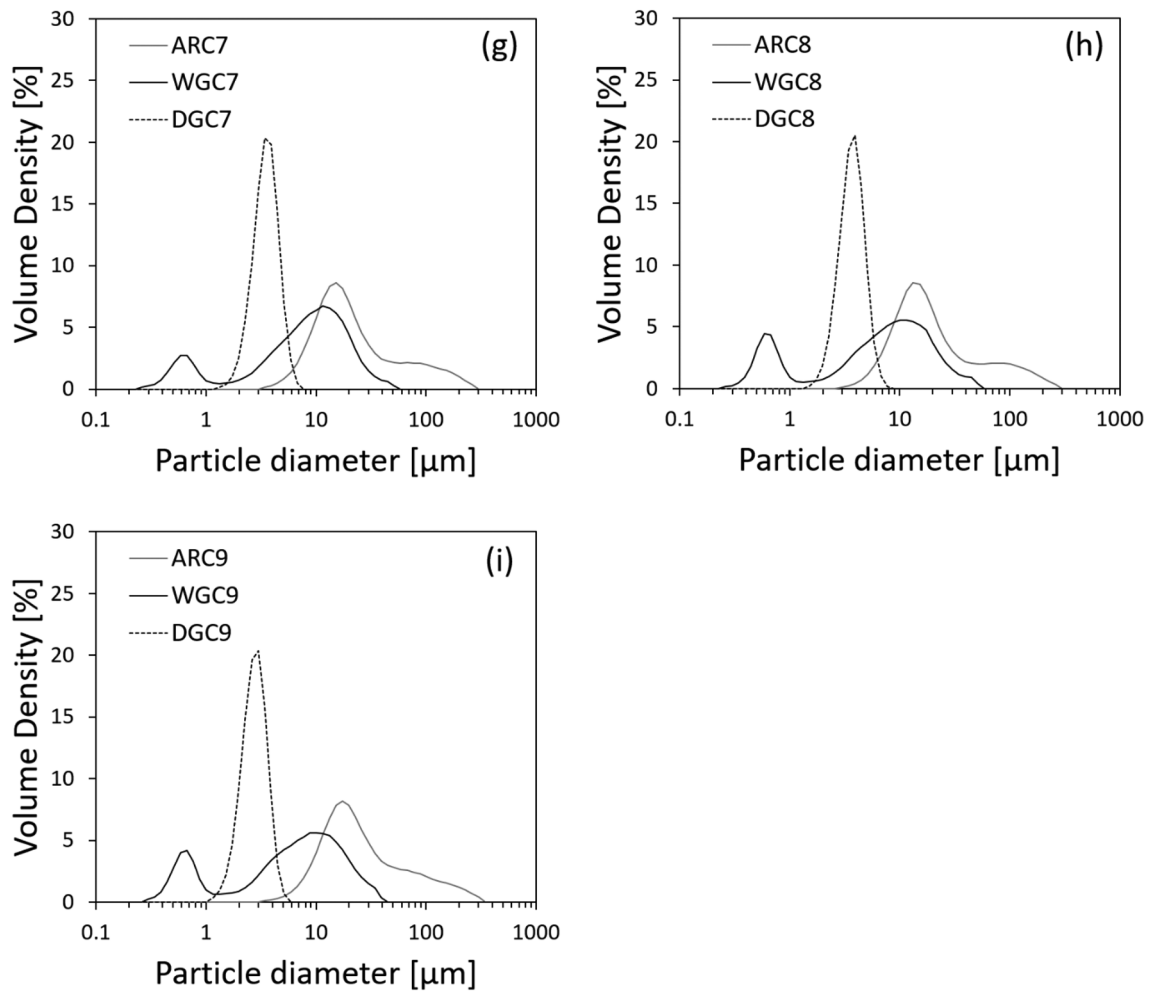 30
25
20
15
10
5
0
Volume Density [%]
ARC7
WGC7
DGC7
(g)
0.1 1 10 100 1000
Particle diameter [µm]
30
25
20
15
10
5
0
Volume Density [%]
ARC8
WGC8
DGC8
(h)
0.1 1 10 100 1000
Particle diameter [µm]
30
25
20
15
10
5
0
Volume Density [%]
ARC9
WGC9
DGC9
(i)
0.1 1 10 100 1000
Particle diameter [µm]